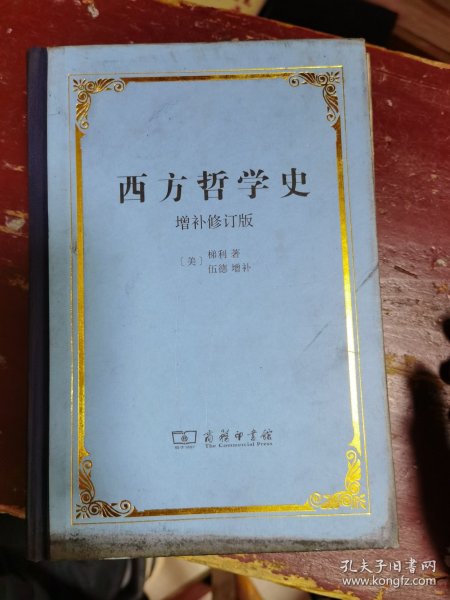 西方哲学史
增补修订版
〔美〕梯利 著
伍德 增补
商务印书馆
The Commercial Press
孔夫子旧书网
www.kongfz.com